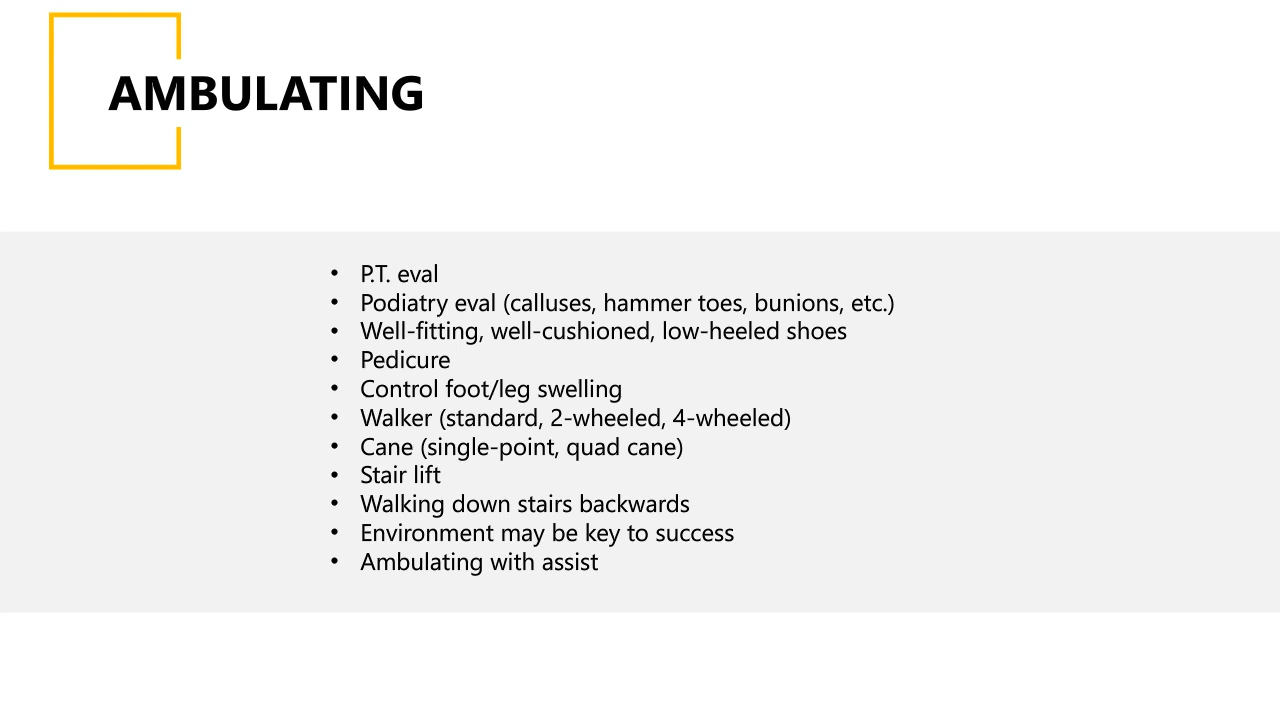 AMBULATING
• P.T. eval
• Podiatry eval (calluses, hammer toes, bunions, etc.)
• Well-fitting, well-cushioned, low-heeled shoes
• Pedicure
• Control foot/leg swelling
• Walker (standard, 2-wheeled, 4-wheeled)
• Cane (single-point, quad cane)
• Stair lift
• Walking down stairs backwards
• Environment may be key to success
• Ambulating with assist